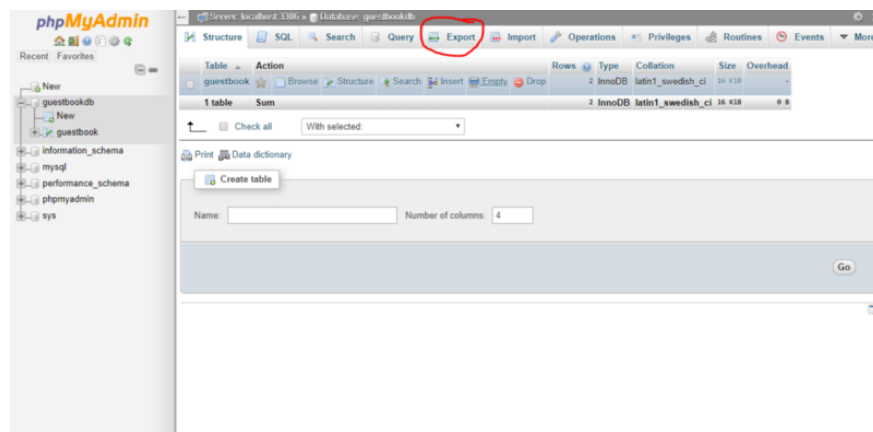 phpMyAdmin
Recent Favorites
New
guestbookdb
New
guestbook
information_schema
mysql
performance_schema
phpmyadmin
sys
Server: localhost:3306 » Database: guestbookdb
Structure SQL Search Query Export Import Operations Privileges Routines Events More
Table Action Rows Type Collation Size Overhead
guestbook Browse Structure Search Insert Empty Drop 2 InnoDB latin1_swedish_ci 16 KiB -
1 table Sum 2 InnoDB latin1_swedish_ci 16 KiB 0 B
Check all With selected:
Print Data dictionary
Create table
Name: Number of columns: 4
Go